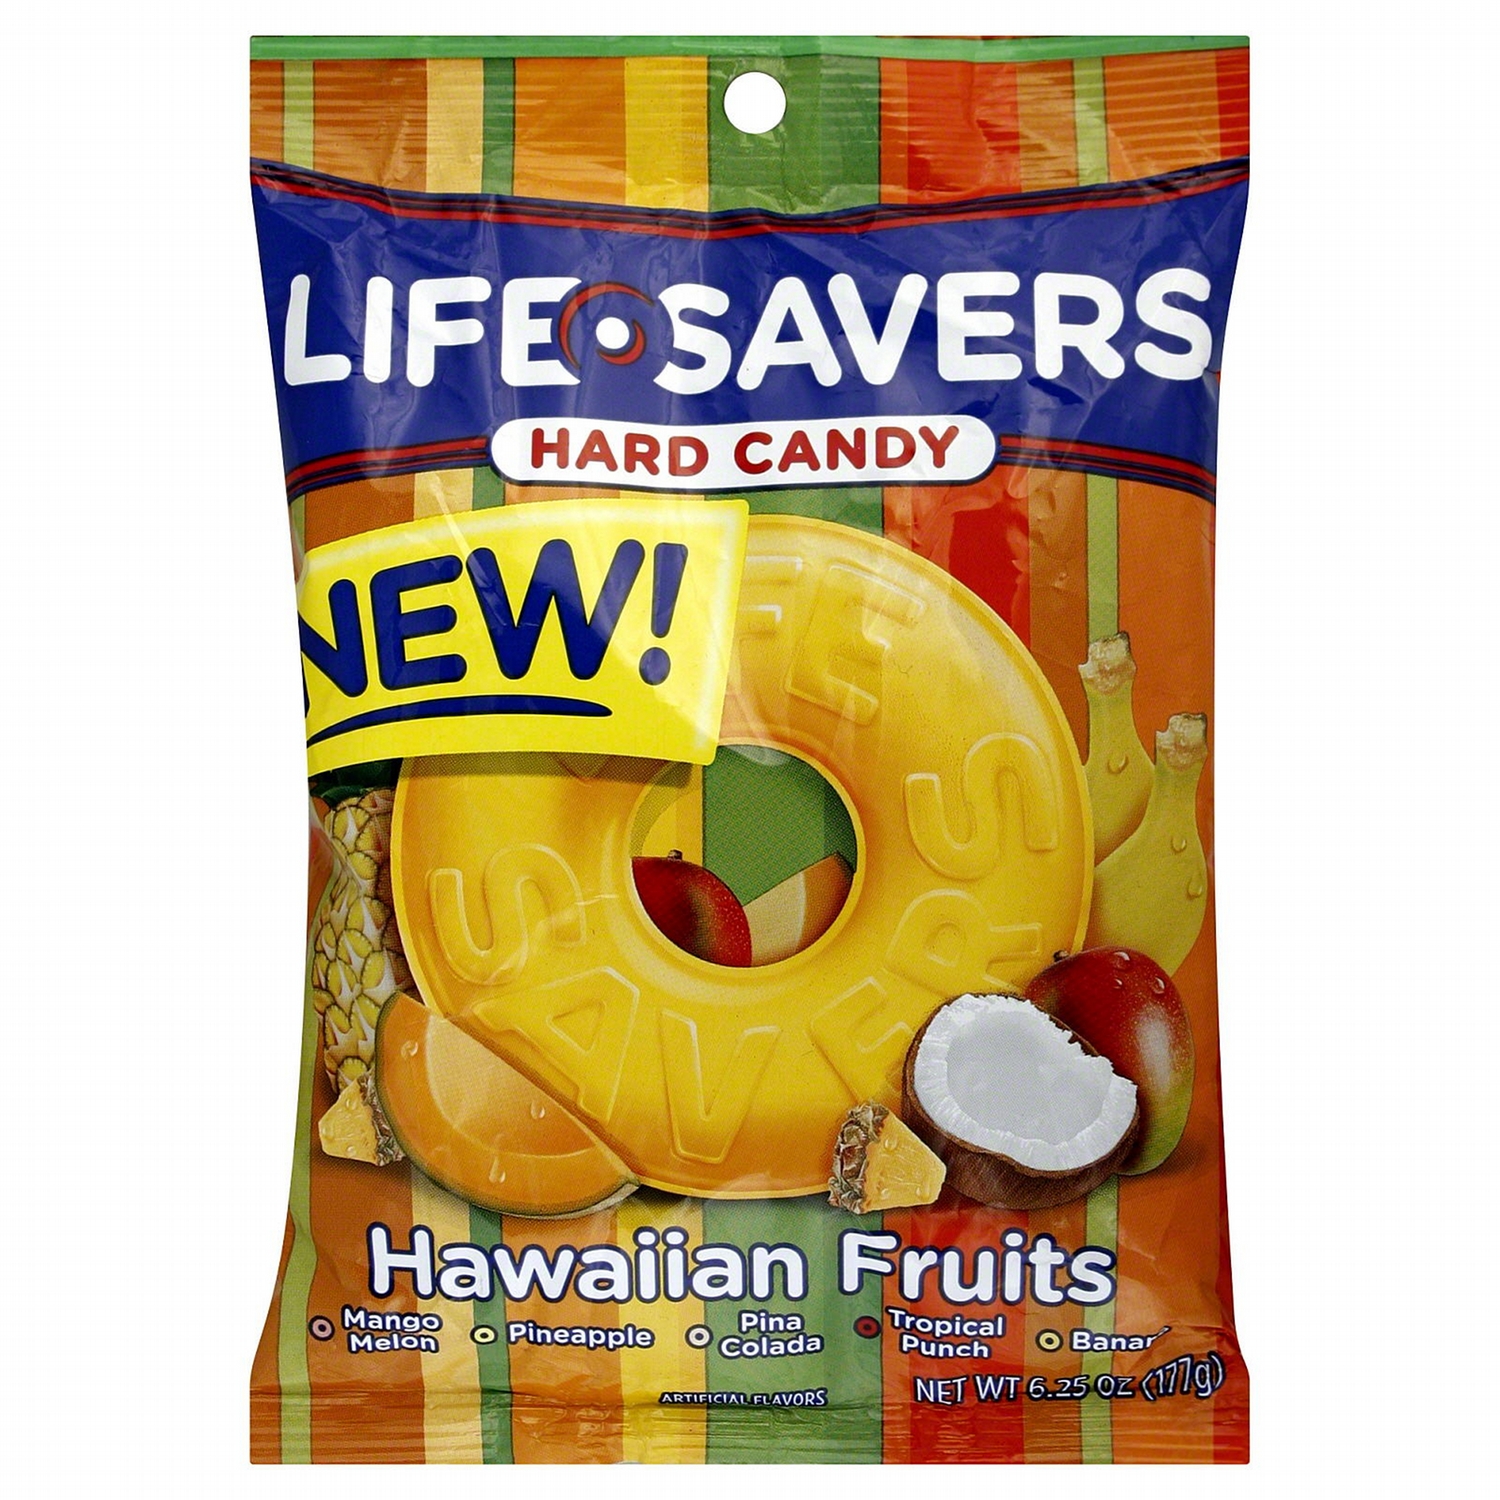 LIFE SAVERS
HARD CANDY
NEW!
SAVERS
Hawaiian Fruits
Mango
Melon
Pineapple
Pina
Colada
Tropical
Punch
ARTIFICIAL FLAVORS
NET WT 6.25 OZ (177g)